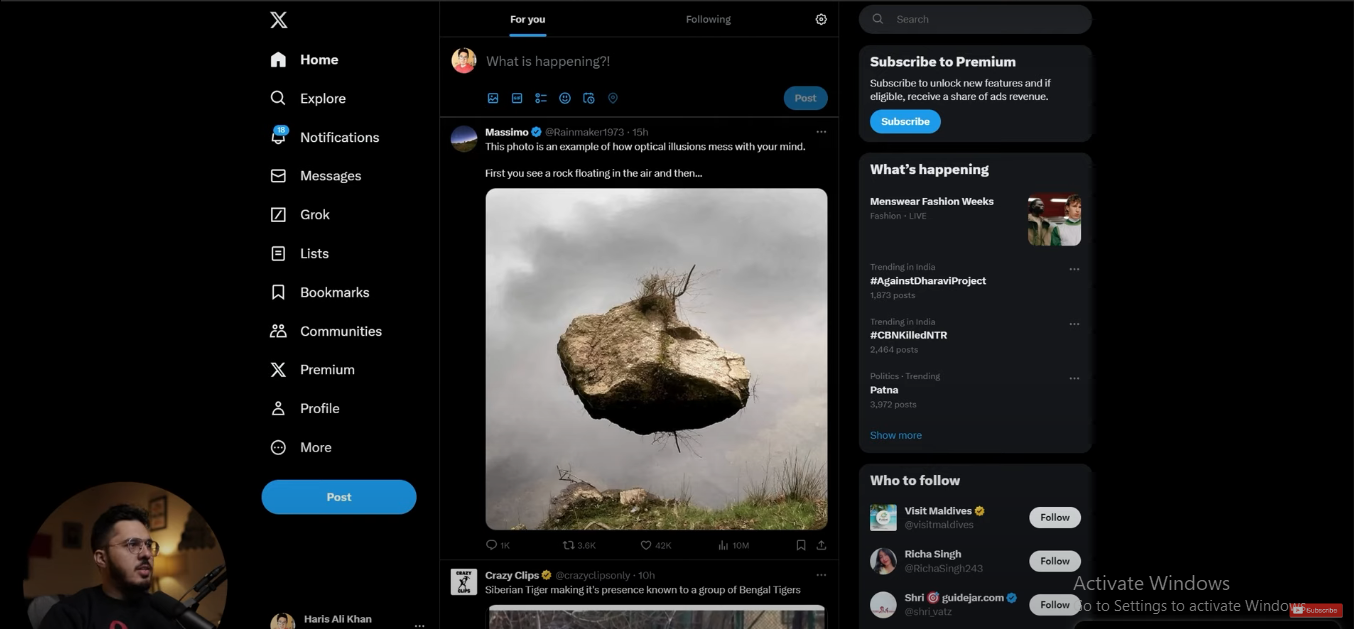 Home
Explore
18
Notifications
Messages
Grok
Lists
Bookmarks
Communities
Premium
Profile
More
Post
Haris Ali Khan
For you
Following
What is happening?!
Post
Massimo @Rainmaker1973 · 15h
This photo is an example of how optical illusions mess with your mind.
First you see a rock floating in the air and then...
1K
3.6K
42K
10M
CRAZY CLIPS
Crazy Clips @crazyclipsonly · 10h
Siberian Tiger making it's presence known to a group of Bengal Tigers
Search
Subscribe to Premium
Subscribe to unlock new features and if
eligible, receive a share of ads revenue.
Subscribe
What's happening
Menswear Fashion Weeks
Fashion · LIVE
Trending in India
#AgainstDharaviProject
1,873 posts
Trending in India
#CBNKilledNTR
2,464 posts
Politics · Trending
Patna
3,972 posts
Show more
Who to follow
Visit Maldives
@visitmaldives
Follow
Richa Singh
@RichaSingh243
Follow
Shri guidejar.com
@shri_vatz
Follow
Activate Windows
Go to Settings to activate Windows.
Subscribe